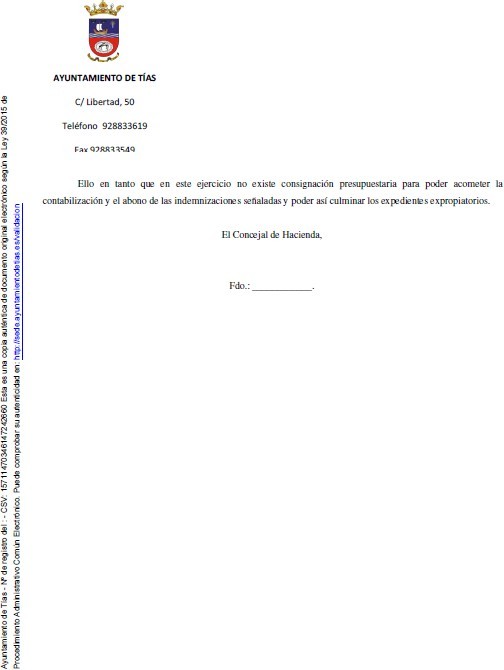 AYUNTAMIENTO DE TÍAS
C/ Libertad, 50
Teléfono 928833619
Fax 928833549
Ello en tanto que en este ejercicio no existe consignación presupuestaria para poder acometer la
contabilización y el abono de las indemnizaciones señaladas y poder así culminar los expedientes expropiatorios.
El Concejal de Hacienda,
Fdo.: ____________.
Ayuntamiento de Tías - Nº de registro del : - CSV: 15711470346147242660 Esta es una copia auténtica de documento original electrónico según la Ley 39/2015 de
Procedimiento Administrativo Común Electrónico. Puede comprobar su autenticidad en: http://sede.ayuntamientodetias.es/validacion